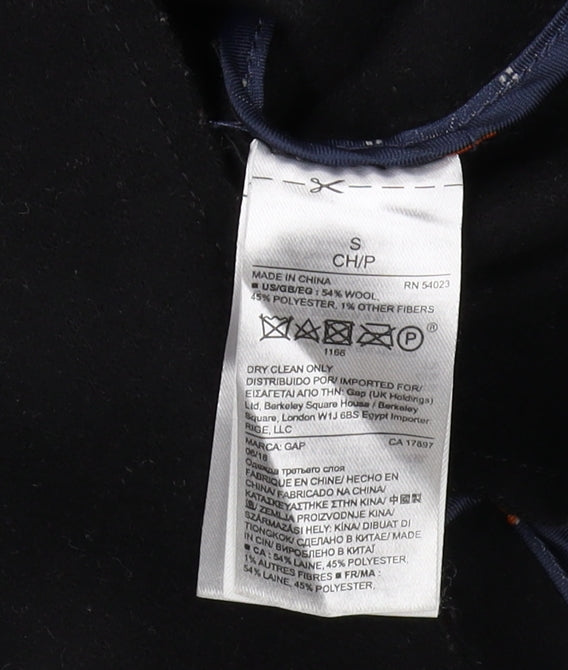 S
CH/P
MADE IN CHINA RN 54023
■ US/GB/EG : 54% WOOL,
45% POLYESTER, 1% OTHER FIBERS
P ®
1166
DRY CLEAN ONLY
DISTRIBUIDO POR/ IMPORTED FOR/
ΕΙΣΑΓΕΤΑΙ ΑΠΟ ΤΗΝ: Gap (UK Holdings)
Ltd, Berkeley Square House / Berkeley
Square, London W1J 6BS Egypt Importer
RIGE, LLC
MARCA: GAP CA 17897
06/16
Одежда третьего слоя
FABRIQUE EN CHINE/ HECHO EN
CHINA/ FABRICADO NA CHINA/
ΚΑΤΑΣΚΕΥΑΣΤΗΚΕ ΣΤΗΝ ΚΙΝΑ/ 中國製
造/ ZEMLJA PROIZVODNJE KINA/
SZÁRMAZÁSI HELY: KÍNA/ DIBUAT DI
TIONGKOK/ СДЕЛАНО В КИТАЕ/ MADE
IN CIN/ ВИРОБЛЕНО В КИТАЇ
■ CA : 54% LAINE, 45% POLYESTER,
1% AUTRES FIBRES ■ FR/MA :
54% LAINE, 45% POLYESTER,